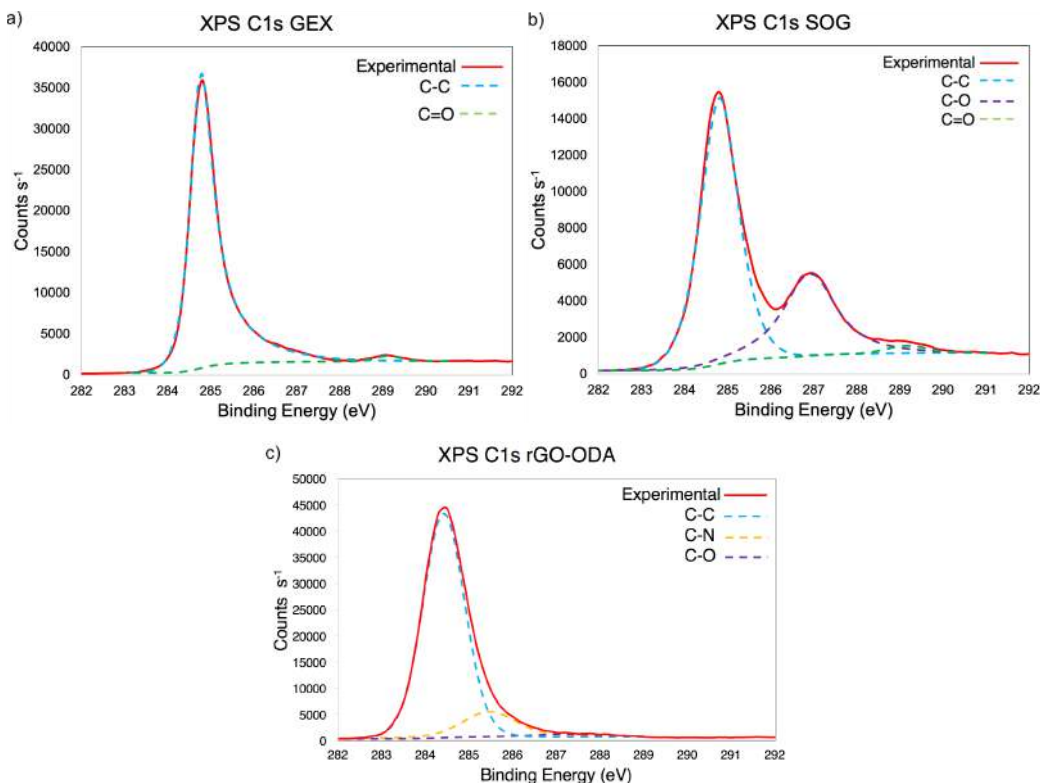 a)
XPS C1s GEX
40000
35000
30000
25000
20000
15000
10000
5000
0
Counts s⁻¹
Experimental
C-C
C=O
282 283 284 285 286 287 288 289 290 291 292
Binding Energy (eV)
b)
XPS C1s SOG
18000
16000
14000
12000
10000
8000
6000
4000
2000
0
Counts s⁻¹
Experimental
C-C
C-O
C=O
282 283 284 285 286 287 288 289 290 291 292
Binding Energy (eV)
c)
XPS C1s rGO-ODA
50000
45000
40000
35000
30000
25000
20000
15000
10000
5000
0
Counts s⁻¹
Experimental
C-C
C-N
C-O
282 283 284 285 286 287 288 289 290 291 292
Binding Energy (eV)